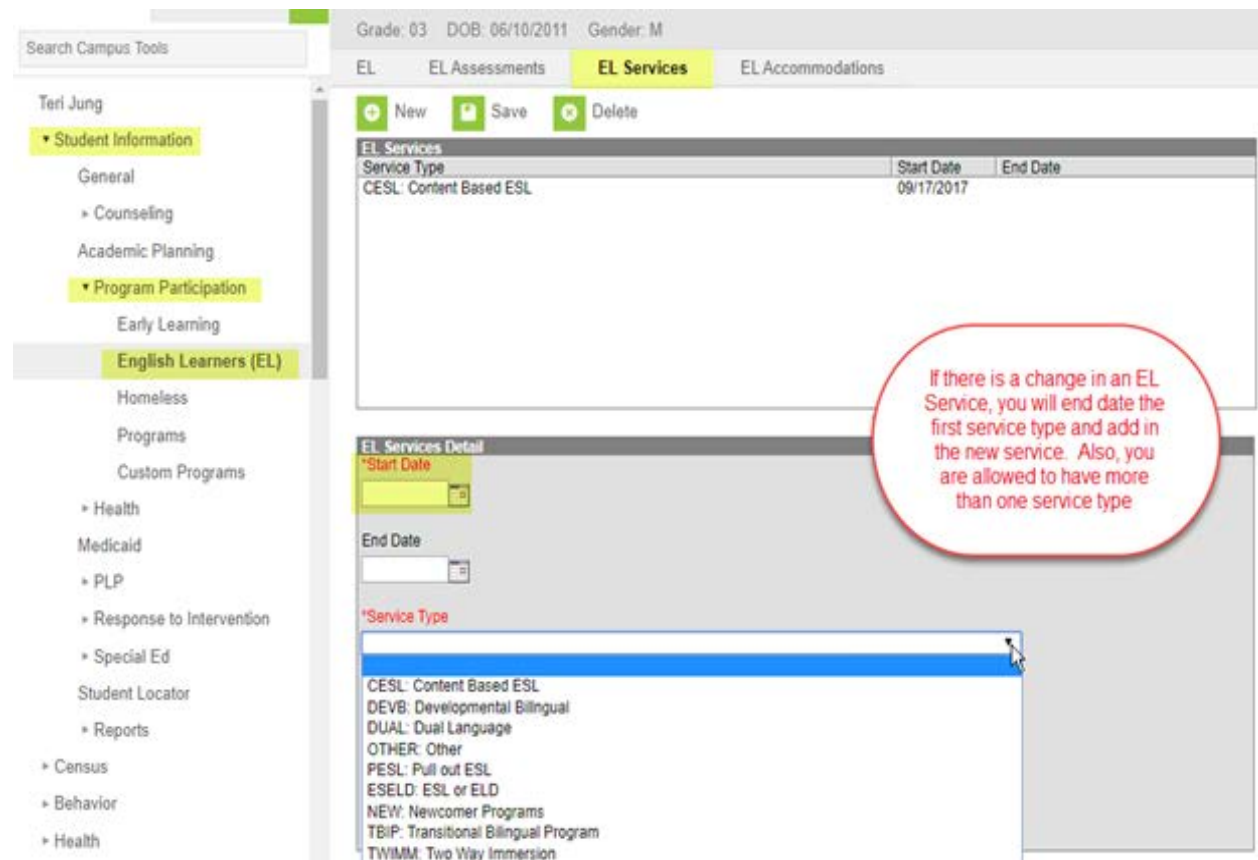 Search Campus Tools
Teri Jung
Student Information
General
Counseling
Academic Planning
Program Participation
Early Learning
English Learners (EL)
Homeless
Programs
Custom Programs
Health
Medicaid
PLP
Response to Intervention
Special Ed
Student Locator
Reports
Census
Behavior
Health
Grade: 03 DOB: 06/10/2011 Gender: M
EL EL Assessments EL Services EL Accommodations
New Save Delete
EL Services
Service Type Start Date End Date
CESL: Content Based ESL 09/17/2017
If there is a change in an EL
Service, you will end date the
first service type and add in
the new service. Also, you
are allowed to have more
than one service type
EL Services Detail
*Start Date
End Date
*Service Type
CESL: Content Based ESL
DEVB: Developmental Bilingual
DUAL: Dual Language
OTHER: Other
PESL: Pull out ESL
ESELD: ESL or ELD
NEW: Newcomer Programs
TBIP: Transitional Bilingual Program
TWIMM: Two Way Immersion